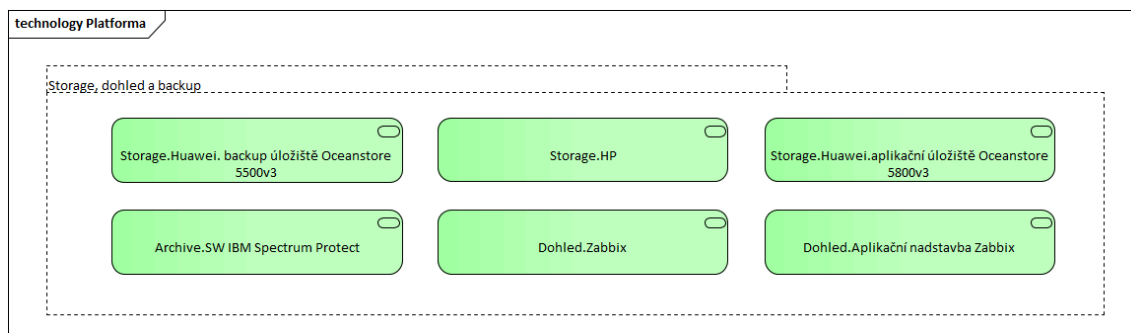 technology Platforma
Storage, dohled a backup
Storage.Huawei. backup úložiště Oceanstore
5500v3
Storage.HP
Storage.Huawei.aplikační úložiště Oceanstore
5800v3
Archive.SW IBM Spectrum Protect
Dohled.Zabbix
Dohled.Aplikační nadstavba Zabbix